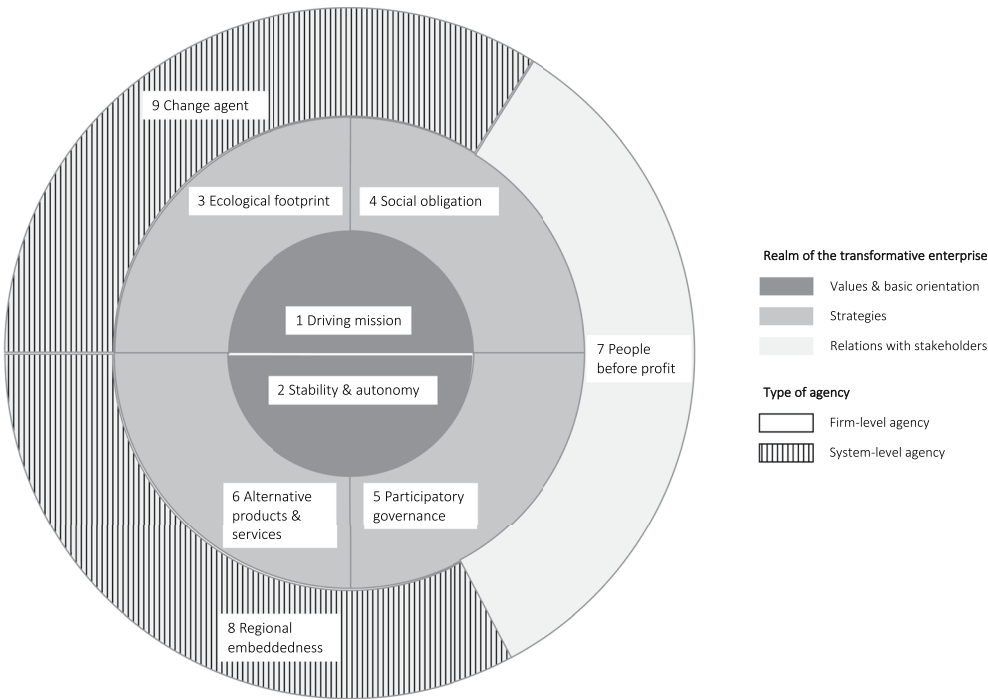 9 Change agent
3 Ecological footprint
4 Social obligation
1 Driving mission
2 Stability & autonomy
7 People
before profit
6 Alternative
products &
services
5 Participatory
governance
8 Regional
embeddedness
Realm of the transformative enterprise
Values & basic orientation
Strategies
Relations with stakeholders
Type of agency
Firm-level agency
System-level agency